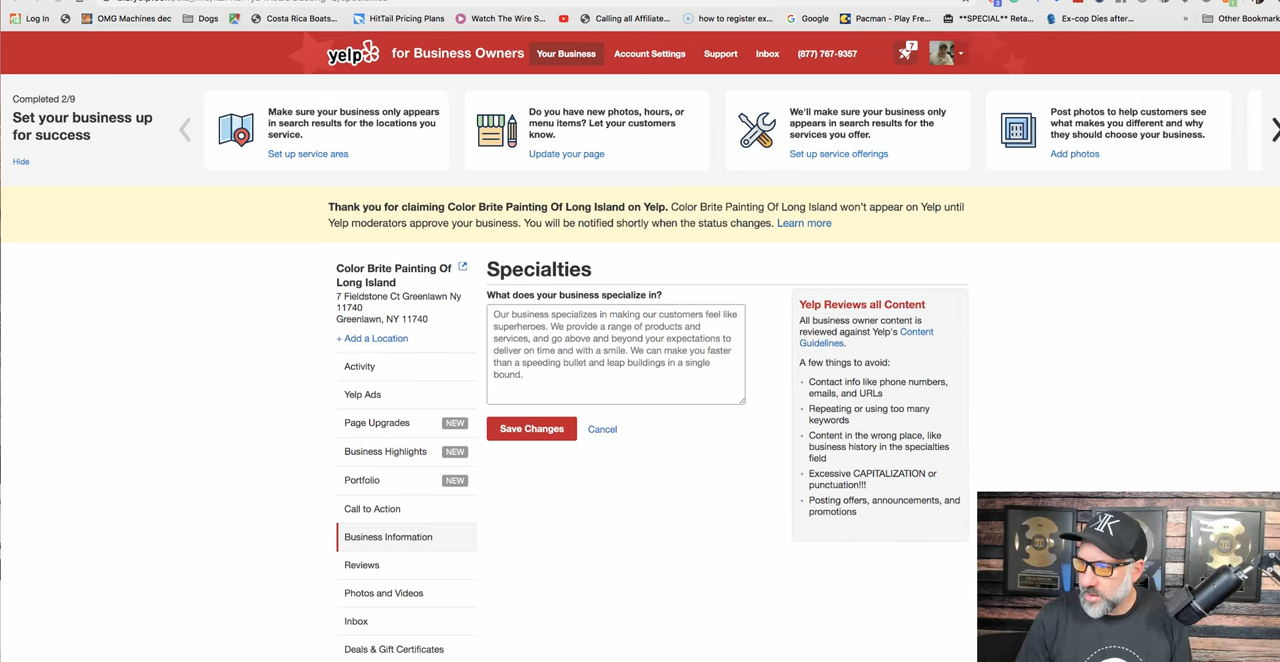 Log In
OMG Machines dec
Dogs
Costa Rica Boats...
HitTail Pricing Plans
Watch The Wire S...
Calling all Affiliate...
how to register ex...
Google
Pacman - Play Fre...
**SPECIAL** Reta...
Ex-cop Dies after...
»
Other Bookmark
yelp for Business Owners
Your Business
Account Settings
Support
Inbox
(877) 767-9357
7
Completed 2/9
Set your business up
for success
Hide
Make sure your business only
appears in search results for
the locations you
service.
Set up service area
Do you have new photos, hours, or
menu items? Let your customers
know.
Update your page
We'll make sure your business only
appears in search results for the
services you offer.
Set up service offerings
Post photos to help customers see
what makes you different and why
they should choose your business.
Add photos
Thank you for claiming Color Brite Painting Of Long Island on Yelp. Color Brite Painting Of Long Island won't appear on Yelp until
Yelp moderators approve your business. You will be notified shortly when the status changes. Learn more
Color Brite Painting Of
Long Island
7 Fieldstone Ct Greenlawn Ny
11740
Greenlawn, NY 11740
+ Add a Location
Activity
Yelp Ads
Page Upgrades NEW
Business Highlights NEW
Portfolio NEW
Call to Action
Business Information
Reviews
Photos and Videos
Inbox
Deals & Gift Certificates
Specialties
What does your business specialize in?
Our business specializes in making our customers feel like
superheroes. We provide a range of products and
services, and go above and beyond your expectations to
deliver on time and with a smile. We can make you faster
than a speeding bullet and leap buildings in a single
bound.
Save Changes
Cancel
Yelp Reviews all Content
All business owner content is
reviewed against Yelp's Content
Guidelines.
A few things to avoid:
• Contact info like phone numbers,
emails, and URLs
• Repeating or using too many
keywords
• Content in the wrong place, like
business history in the specialties
field
• Excessive CAPITALIZATION or
punctuation!!!
• Posting offers, announcements, and
promotions